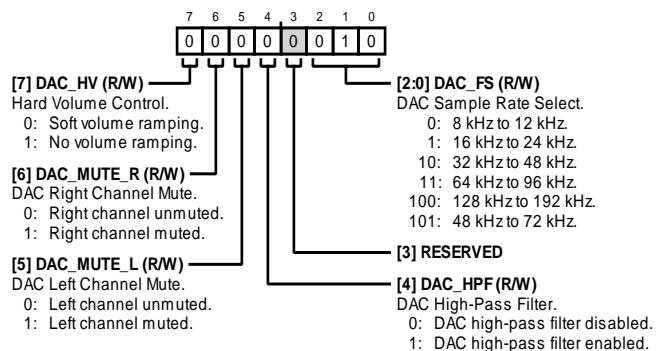 7 6 5 4 3 2 1 0
0 0 0 0 0 0 1 0
[7] DAC_HV (R/W)
Hard Volume Control.
0: Soft volume ramping.
1: No volume ramping.
[6] DAC_MUTE_R (R/W)
DAC Right Channel Mute.
0: Right channel unmuted.
1: Right channel muted.
[5] DAC_MUTE_L (R/W)
DAC Left Channel Mute.
0: Left channel unmuted.
1: Left channel muted.
[2:0] DAC_FS (R/W)
DAC Sample Rate Select.
0: 8 kHz to 12 kHz.
1: 16 kHz to 24 kHz.
10: 32 kHz to 48 kHz.
11: 64 kHz to 96 kHz.
100: 128 kHz to 192 kHz.
101: 48 kHz to 72 kHz.
[3] RESERVED
[4] DAC_HPF (R/W)
DAC High-Pass Filter.
0: DAC high-pass filter disabled.
1: DAC high-pass filter enabled.